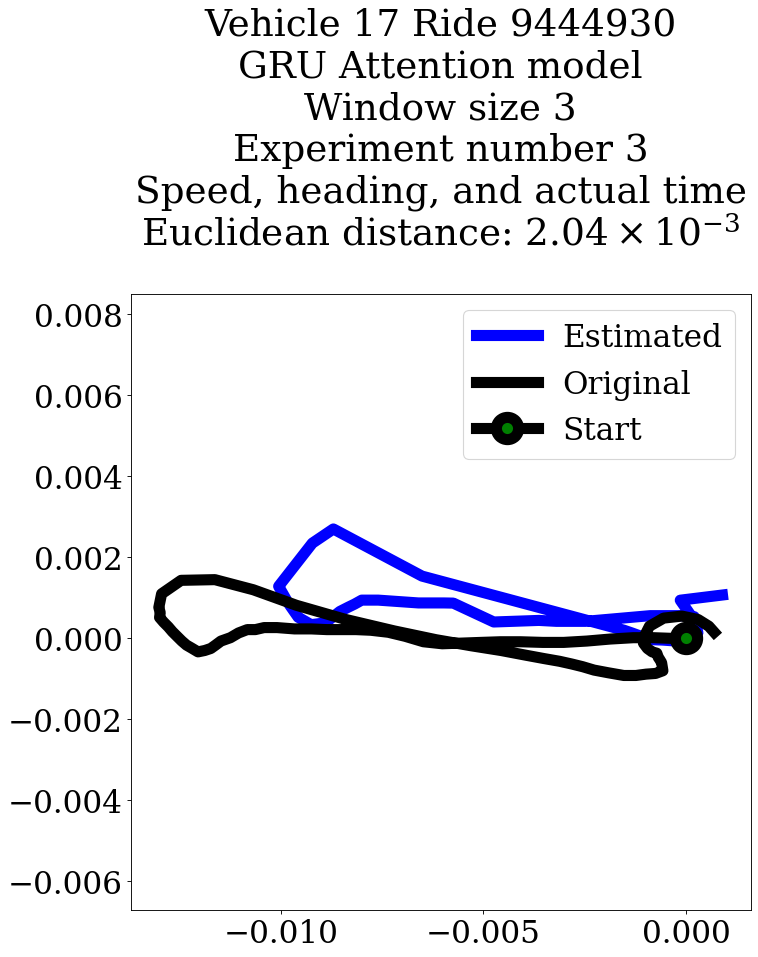 Vehicle 17 Ride 9444930
GRU Attention model
Window size 3
Experiment number 3
Speed, heading, and actual time
Euclidean distance: 2.04 × 10⁻³
0.008
0.006
0.004
0.002
0.000
−0.002
−0.004
−0.006
Estimated
Original
Start
−0.010
−0.005
0.000